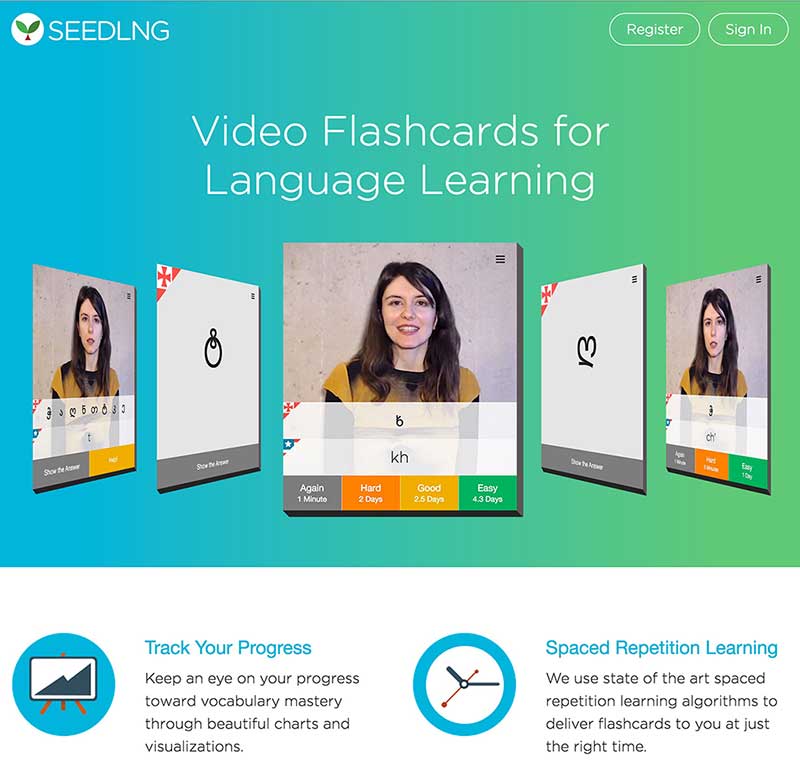 SEEDLNG
Register
Sign In
Video Flashcards for
Language Learning
t
Show the Answer
Help!
Show the Answer
ხ
kh
Again
1 Minute
Hard
2 Days
Good
2.5 Days
Easy
4.3 Days
ლ
Show the Answer
ჭ
ch'
Again
1 Minute
Hard
5 Minutes
Easy
1 Day
Track Your Progress
Keep an eye on your progress
toward vocabulary mastery
through beautiful charts and
visualizations.
Spaced Repetition Learning
We use state of the art spaced
repetition learning algorithms to
deliver flashcards to you at just
the right time.